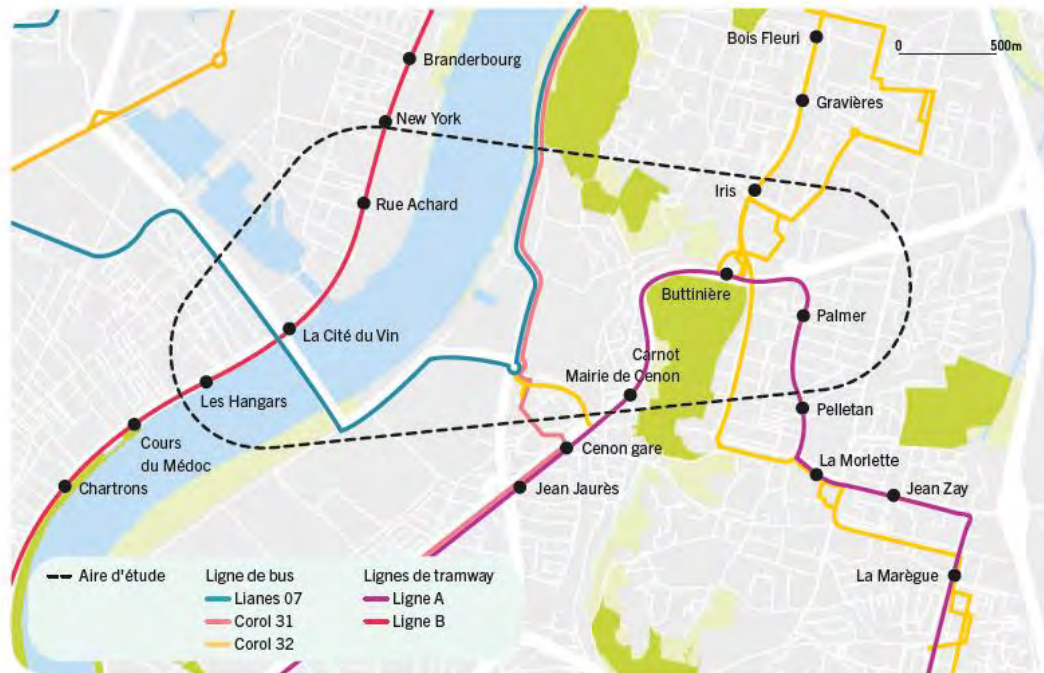 Branderbourg
Bois Fleuri
0 500m
New York
Gravières
Rue Achard
Iris
Buttinière
Palmer
La Cité du Vin
Carnot
Mairie de Cenon
Les Hangars
Pelletan
Cours
du Médoc
Cenon gare
La Morlette
Chartrons
Jean Jaurès
Jean Zay
La Marègue
Aire d'étude
Ligne de bus
Lianes 07
Corol 31
Corol 32
Lignes de tramway
Ligne A
Ligne B